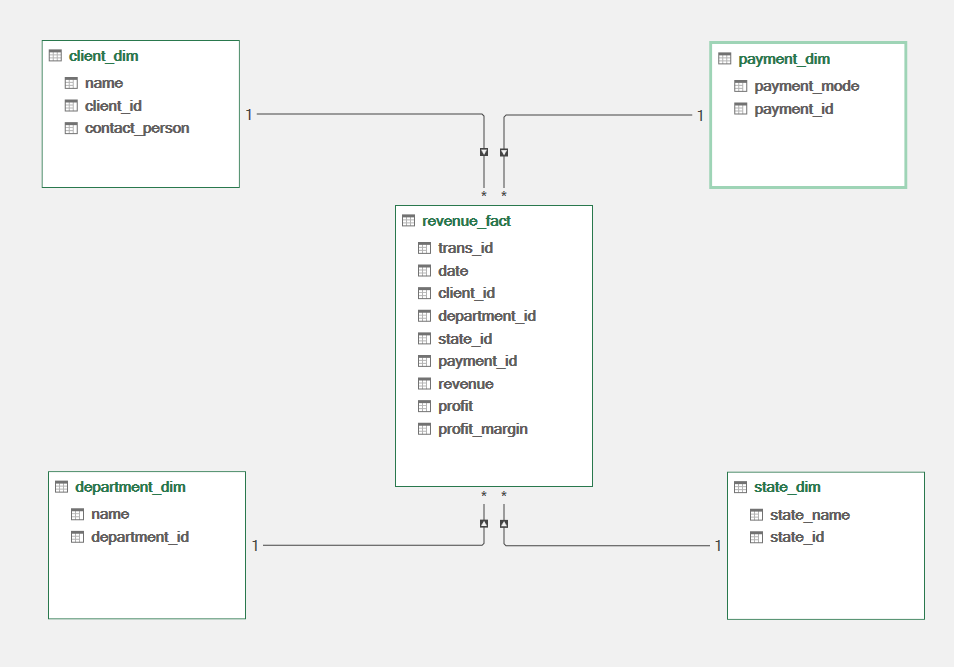 client_dim
name
client_id
contact_person
1
payment_dim
payment_mode
payment_id
1
* *
revenue_fact
trans_id
date
client_id
department_id
state_id
payment_id
revenue
profit
profit_margin
* *
department_dim
name
department_id
1
state_dim
state_name
state_id
1